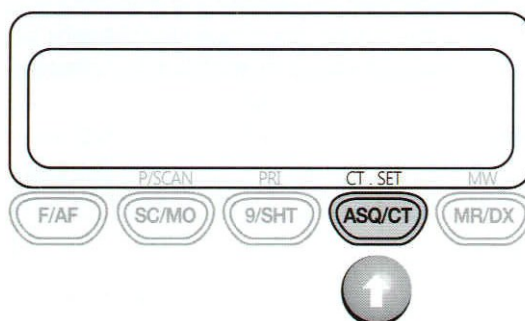 P/SCAN PRI CT . SET MW
F/AF SC/MO 9/SHT ASQ/CT MR/DX